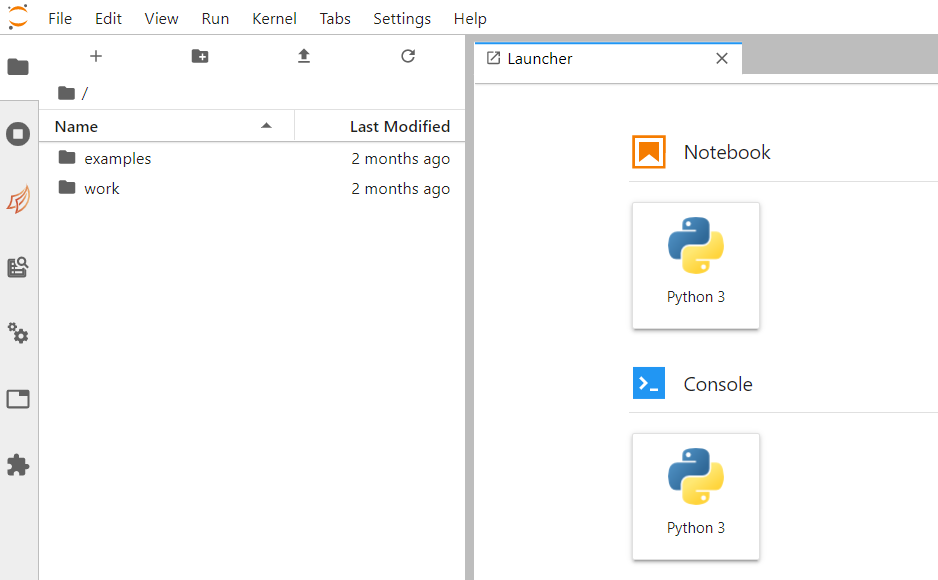 File Edit View Run Kernel Tabs Settings Help
Launcher
/
Name Last Modified
examples 2 months ago
work 2 months ago
Notebook
Python 3
Console
Python 3